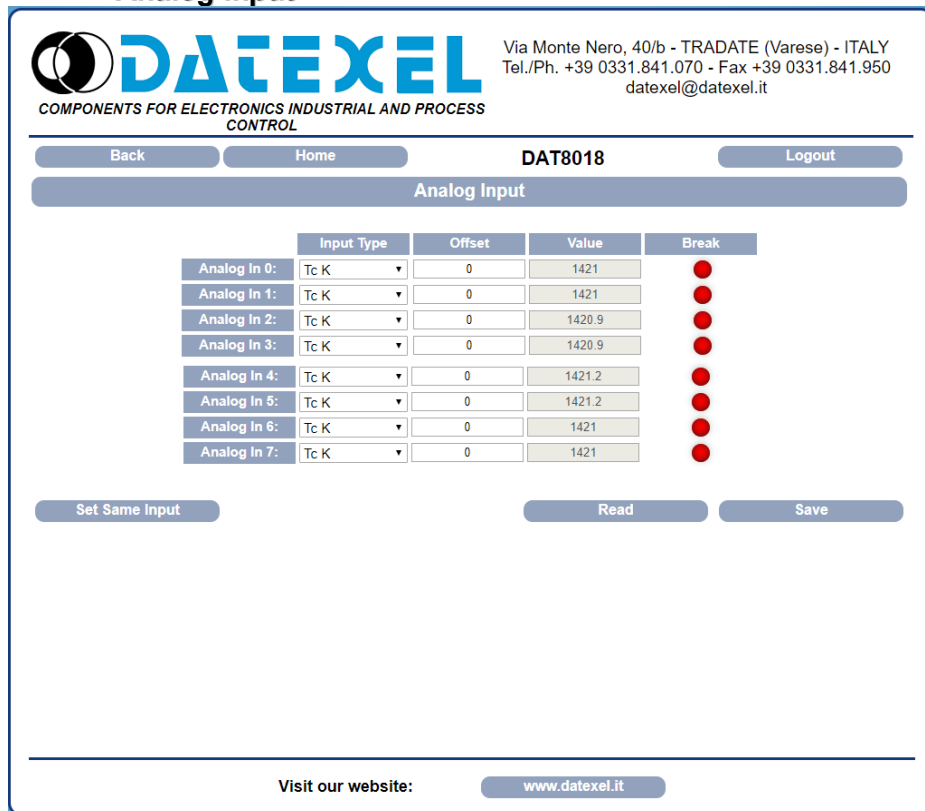 Analog Input
DATEXEL
COMPONENTS FOR ELECTRONICS INDUSTRIAL AND PROCESS
CONTROL
Via Monte Nero, 40/b - TRADATE (Varese) - ITALY
Tel./Ph. +39 0331.841.070 - Fax +39 0331.841.950
datexel@datexel.it
Back Home DAT8018 Logout
Analog Input
Input Type Offset Value Break
Analog In 0: Tc K 0 1421
Analog In 1: Tc K 0 1421
Analog In 2: Tc K 0 1420.9
Analog In 3: Tc K 0 1420.9
Analog In 4: Tc K 0 1421.2
Analog In 5: Tc K 0 1421.2
Analog In 6: Tc K 0 1421
Analog In 7: Tc K 0 1421
Set Same Input Read Save
Visit our website: www.datexel.it